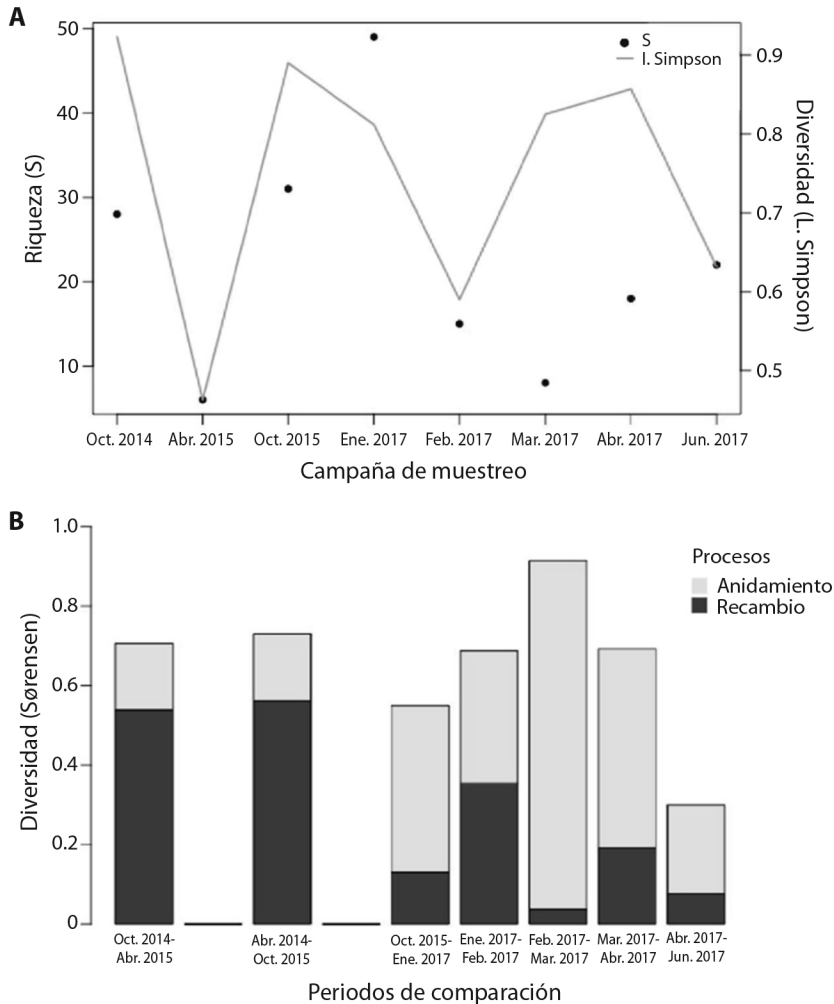 A
50
40
30
20
10
Riqueza (S)
S
I. Simpson
0.9
0.8
0.7
0.6
0.5
Diversidad (L. Simpson)
Oct. 2014 Abr. 2015 Oct. 2015 Ene. 2017 Feb. 2017 Mar. 2017 Abr. 2017 Jun. 2017
Campaña de muestreo
B
1.0
0.8
0.6
0.4
0.2
0
Diversidad (Sørensen)
Procesos
Anidamiento
Recambio
Oct. 2014-
Abr. 2015
Abr. 2014-
Oct. 2015
Oct. 2015-
Ene. 2017
Ene. 2017-
Feb. 2017
Feb. 2017-
Mar. 2017
Mar. 2017-
Abr. 2017
Abr. 2017-
Jun. 2017
Periodos de comparación